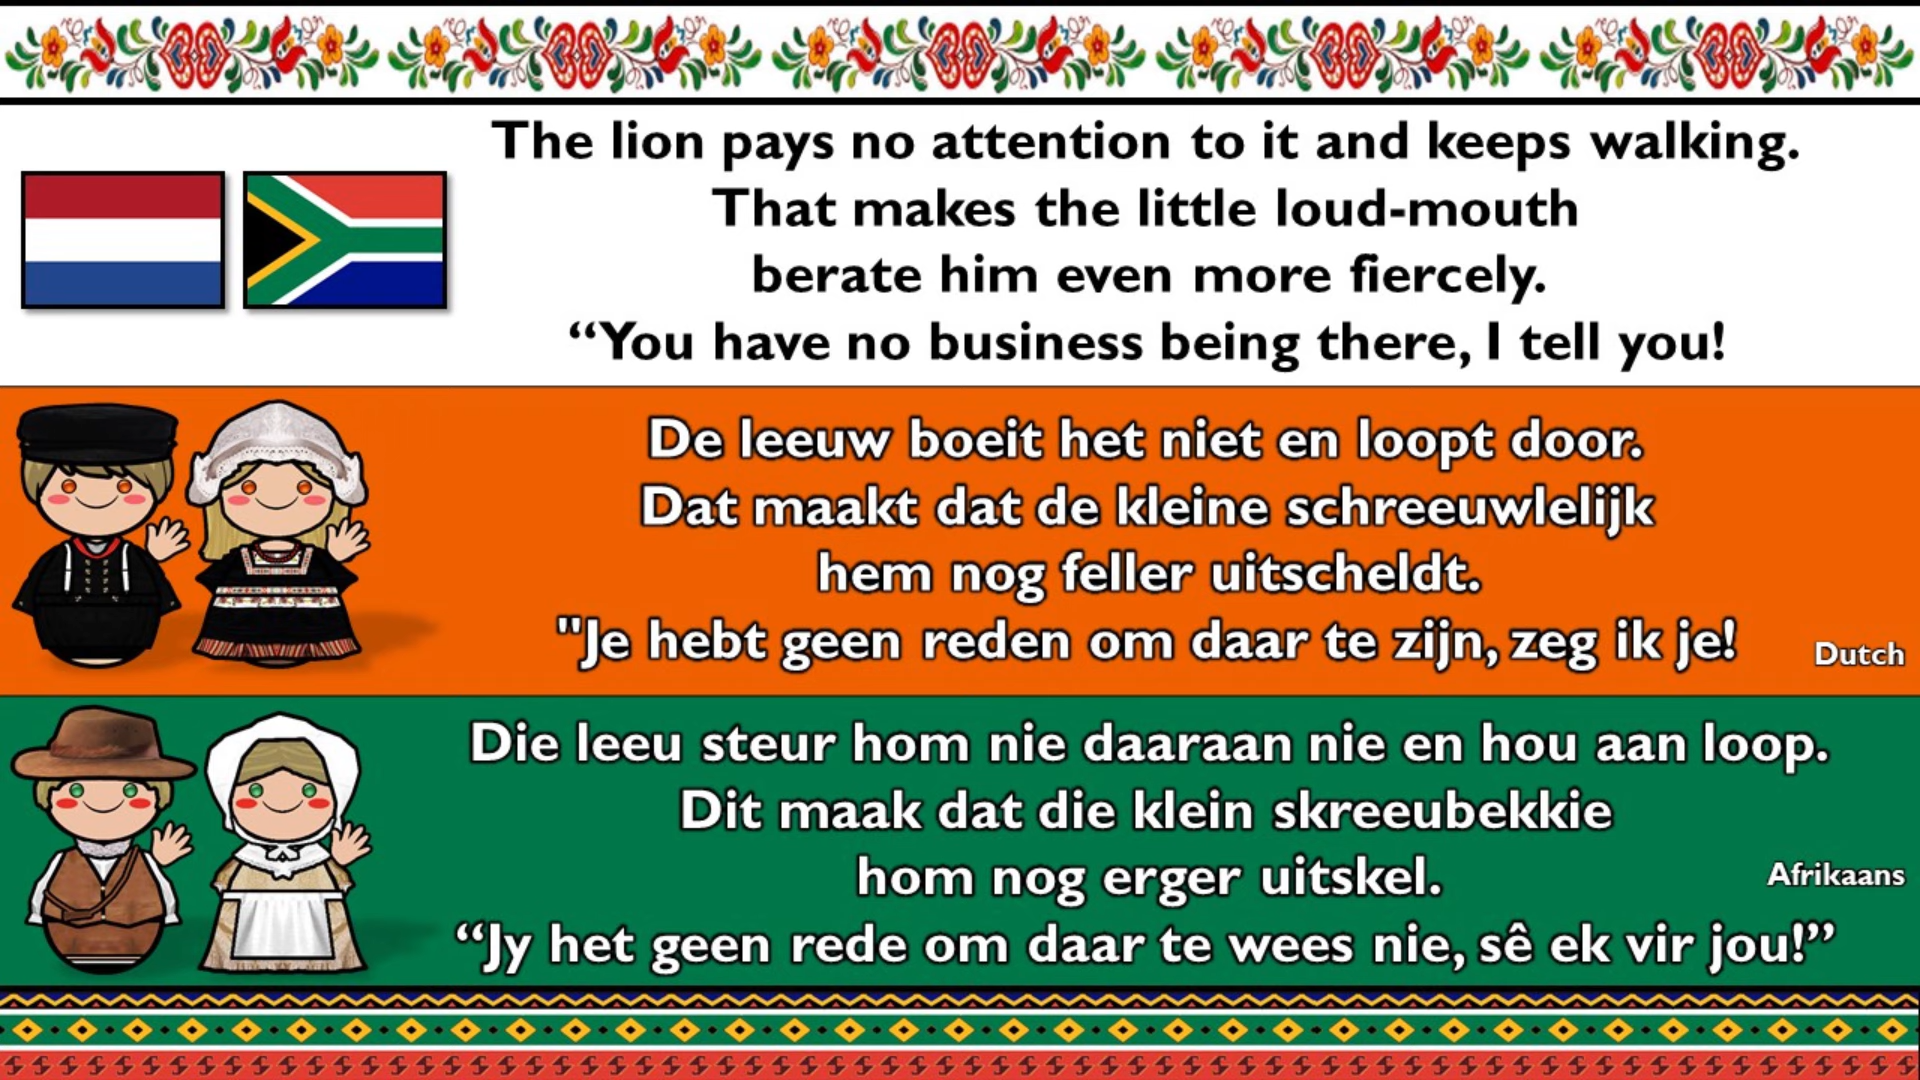 The lion pays no attention to it and keeps walking.
That makes the little loud-mouth
berate him even more fiercely.
“You have no business being there, I tell you!
De leeuw boeit het niet en loopt door.
Dat maakt dat de kleine schreeuwlelijk
hem nog feller uitscheldt.
"Je hebt geen reden om daar te zijn, zeg ik je!
Dutch
Die leeu steur hom nie daaraan nie en hou aan loop.
Dit maak dat die klein skreeubekkie
hom nog erger uitskel.
Afrikaans
“Jy het geen rede om daar te wees nie, sê ek vir jou!”